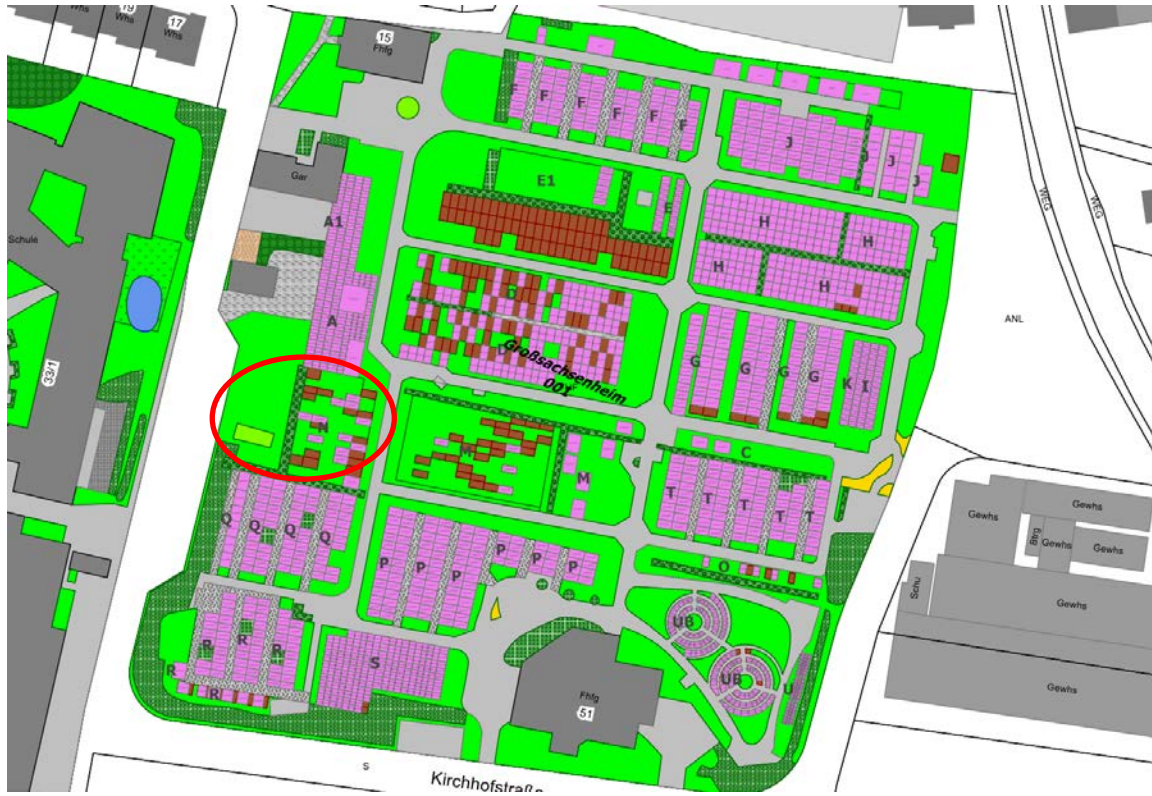 19
Whs
17
Whs
Whs
15
Fhfg
F
F
F
F
F
F
J
J
J
J
Gar
E1
E
A1
H
H
H
H
WEG
WEG
Schule
A
D
D
Großsachsenheim
001
G
G
G
G
K
I
ANL
33/1
N
M
M
C
T
T
T
T
T
Q
Q
Q
Q
P
P
P
P
P
P
O
Gewhs
Gewhs
Btrg
Gewhs
Gewhs
Schu
Gewhs
Gewhs
R
R
R
R
R
S
UB
UB
U
Fhfg
51
S
Kirchhofstraße